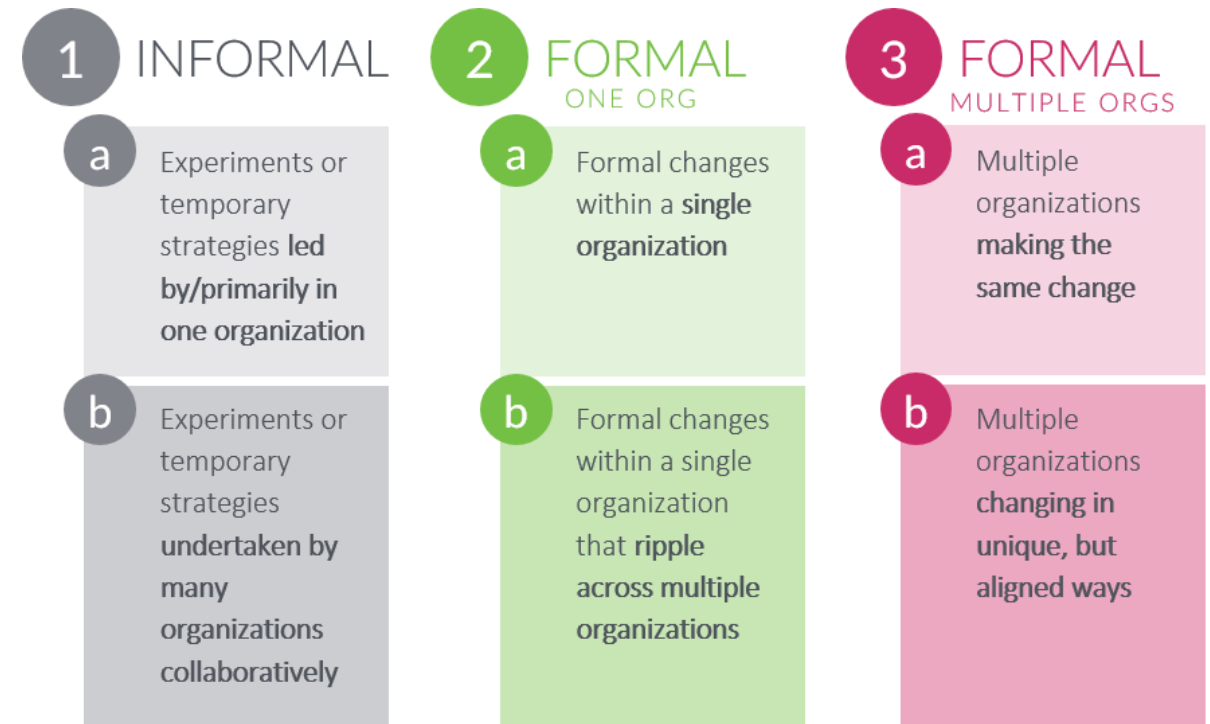 1 INFORMAL
a
Experiments or
temporary
strategies led
by/primarily in
one organization
b
Experiments or
temporary
strategies
undertaken by
many
organizations
collaboratively
2 FORMAL
ONE ORG
a
Formal changes
within a single
organization
b
Formal changes
within a single
organization
that ripple
across multiple
organizations
3 FORMAL
MULTIPLE ORGS
a
Multiple
organizations
making the
same change
b
Multiple
organizations
changing in
unique, but
aligned ways